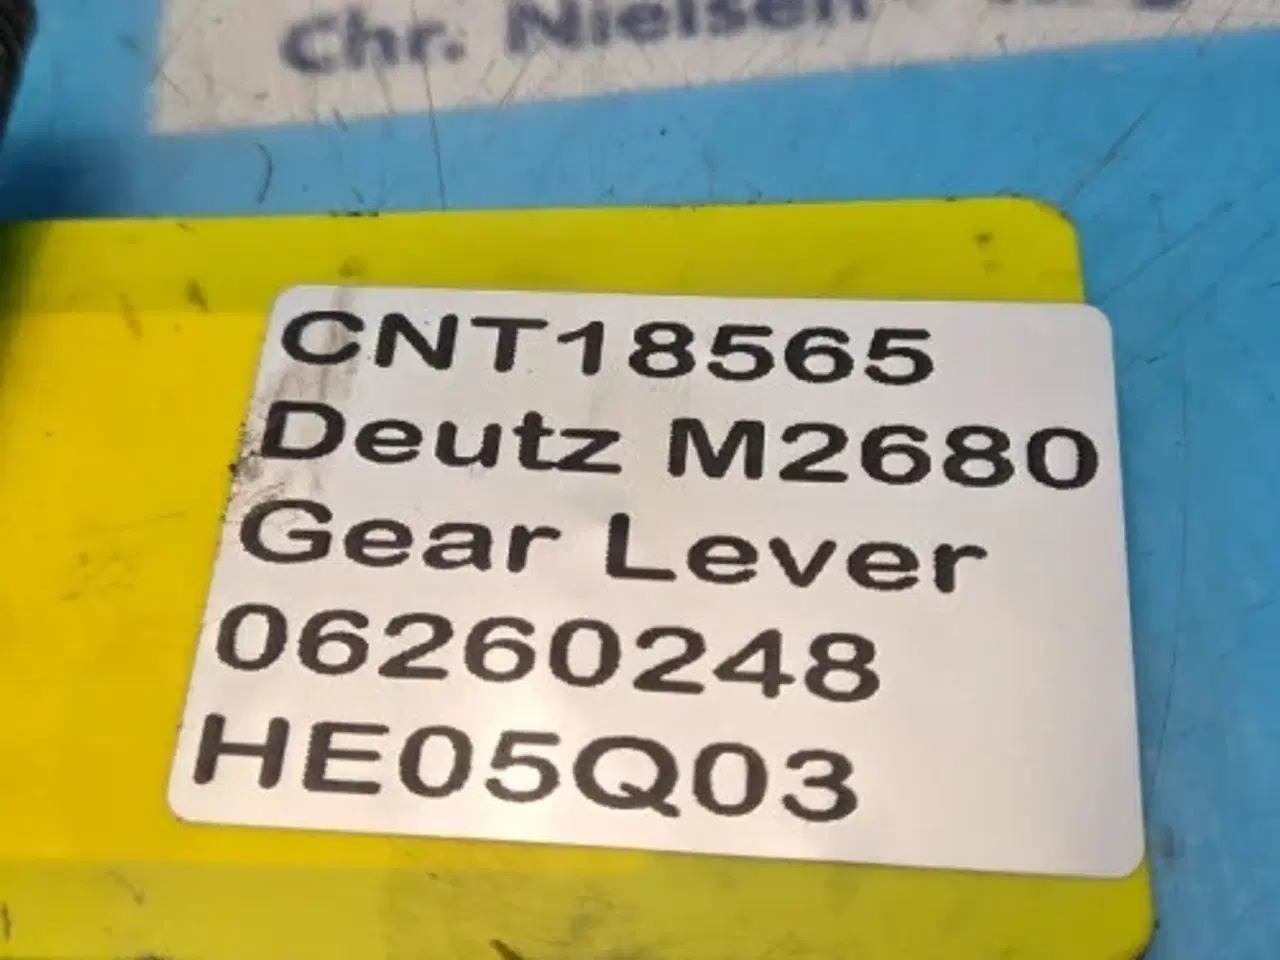 Chr. Nielsen
CNT18565
Deutz M2680
Gear Lever
06260248
HE05Q03